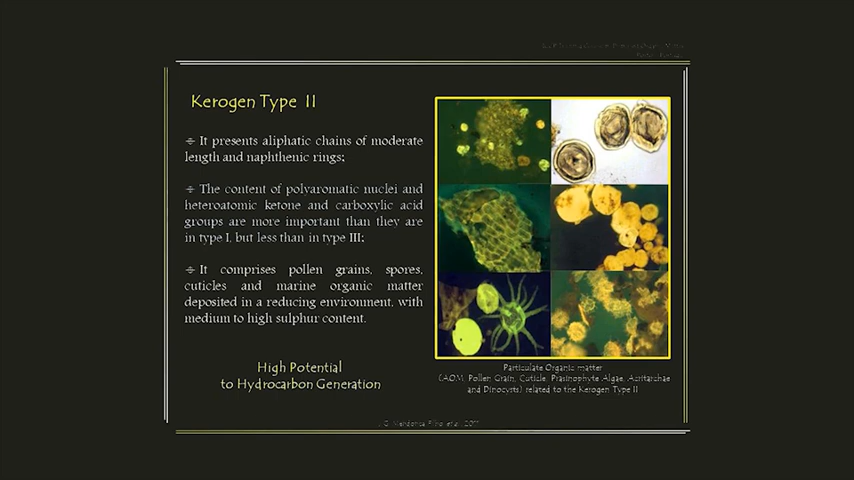 Kerogen Type II
÷ It presents aliphatic chains of moderate
length and naphthenic rings;
÷ The content of polyaromatic nuclei and
heteroatomic ketone and carboxylic acid
groups are more important than they are
in type I, but less than in type III;
÷ It comprises pollen grains, spores,
cuticles and marine organic matter
deposited in a reducing environment, with
medium to high sulphur content.
High Potential
to Hydrocarbon Generation
Particulate Organic matter
(AOM, Pollen Grain, Cuticle, Prasinophyte Algae, Acritarchae
and Dinocysts) related to the Kerogen Type II